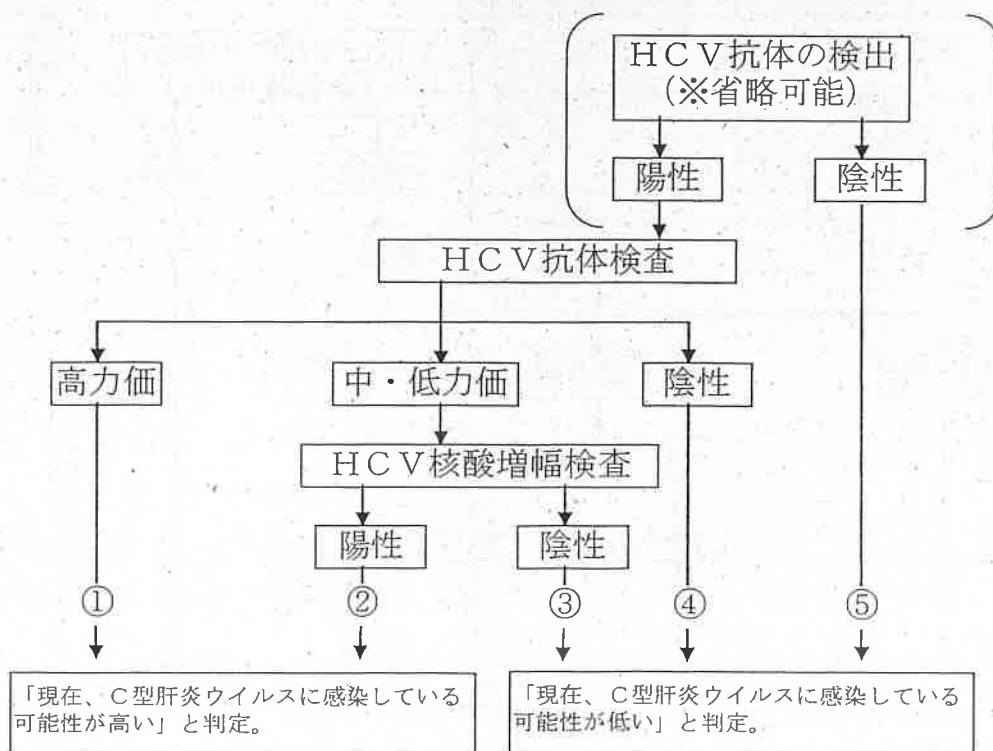 HCV抗体の検出
(※省略可能)
陽性
陰性
HCV抗体検査
高力価
中・低力価
陰性
HCV核酸増幅検査
陽性
陰性
①
②
③
④
⑤
「現在、C型肝炎ウイルスに感染している
可能性が高い」と判定。
「現在、C型肝炎ウイルスに感染している
可能性が低い」と判定。